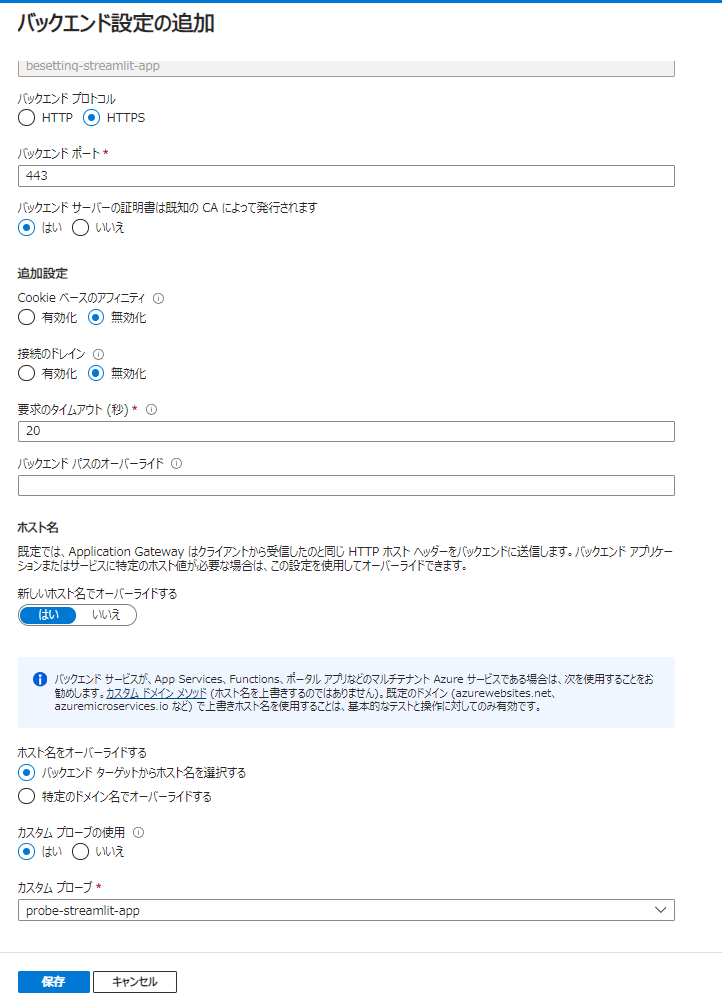 バックエンド設定の追加
besetting-streamlit-app
バックエンド プロトコル
HTTP HTTPS
バックエンド ポート *
443
バックエンド サーバーの証明書は既知の CA によって発行されます
はい いいえ
追加設定
Cookie ベースのアフィニティ
有効化 無効化
接続のドレイン
有効化 無効化
要求のタイムアウト (秒) *
20
バックエンド パスのオーバーライド
ホスト名
既定では、Application Gateway はクライアントから受信したのと同じ HTTP ホスト ヘッダーをバックエンドに送信します。バックエンド アプリケー
ションまたはサービスに特定のホスト値が必要な場合は、この設定を使用してオーバーライドできます。
新しいホスト名でオーバーライドする
はい いいえ
バックエンド サービスが、App Services、Functions、ポータル アプリなどのマルチテナント Azure サービスである場合は、次を使用することをお
勧めします。カスタム ドメイン メソッド (ホスト名を上書きするのではありません)。既定のドメイン (azurewebsites.net、
azuremicroservices.io など) で上書きホスト名を使用することは、基本的なテストと操作に対してのみ有効です。
ホスト名をオーバーライドする
バックエンド ターゲットからホスト名を選択する
特定のドメイン名でオーバーライドする
カスタム プローブの使用
はい いいえ
カスタム プローブ *
probe-streamlit-app
保存 キャンセル